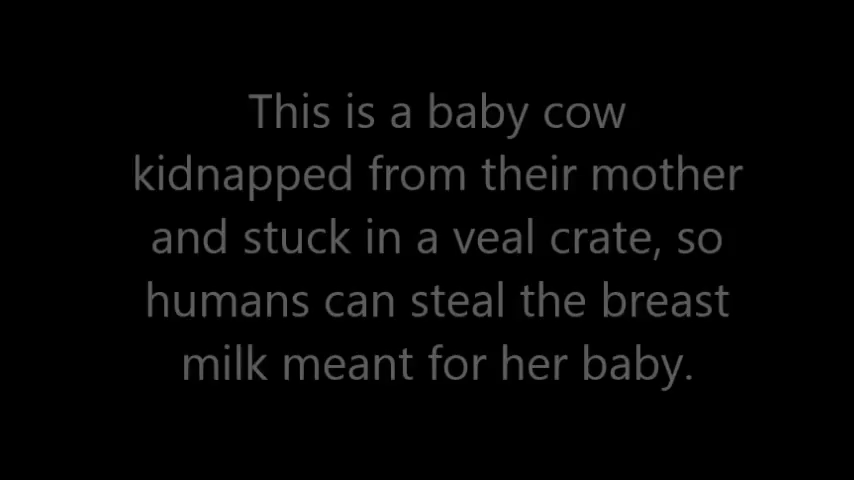 This is a baby cow
kidnapped from their mother
and stuck in a veal crate, so
humans can steal the breast
milk meant for her baby.